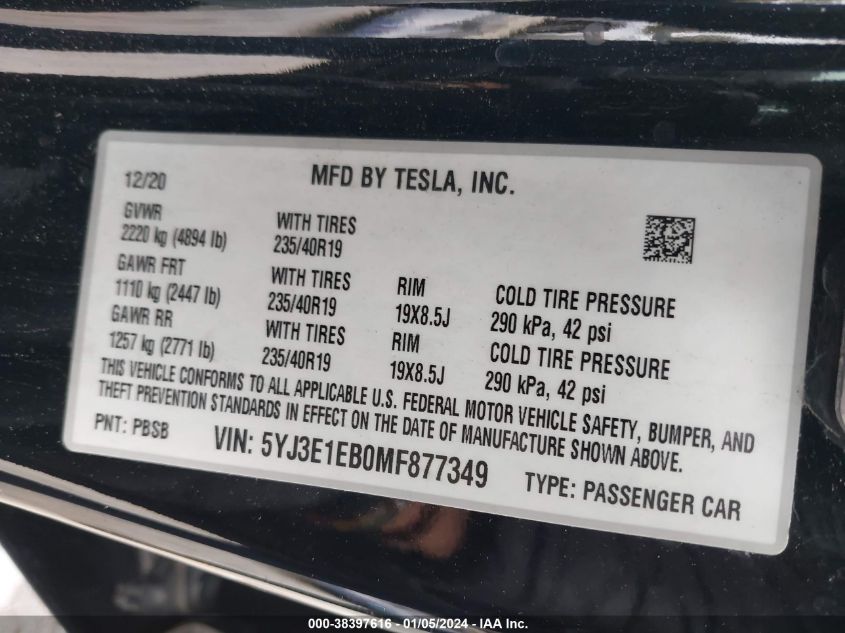 12/20 MFD BY TESLA, INC.
GVWR
2220 kg (4894 lb) WITH TIRES 235/40R19
GAWR FRT
1110 kg (2447 lb) WITH TIRES 235/40R19 RIM 19X8.5J COLD TIRE PRESSURE 290 kPa, 42 psi
GAWR RR
1257 kg (2771 lb) WITH TIRES 235/40R19 RIM 19X8.5J COLD TIRE PRESSURE 290 kPa, 42 psi
THIS VEHICLE CONFORMS TO ALL APPLICABLE U.S. FEDERAL MOTOR VEHICLE SAFETY, BUMPER, AND
THEFT PREVENTION STANDARDS IN EFFECT ON THE DATE OF MANUFACTURE SHOWN ABOVE.
PNT: PBSB VIN: 5YJ3E1EB0MF877349 TYPE: PASSENGER CAR
000-38397616 - 01/05/2024 - IAA Inc.